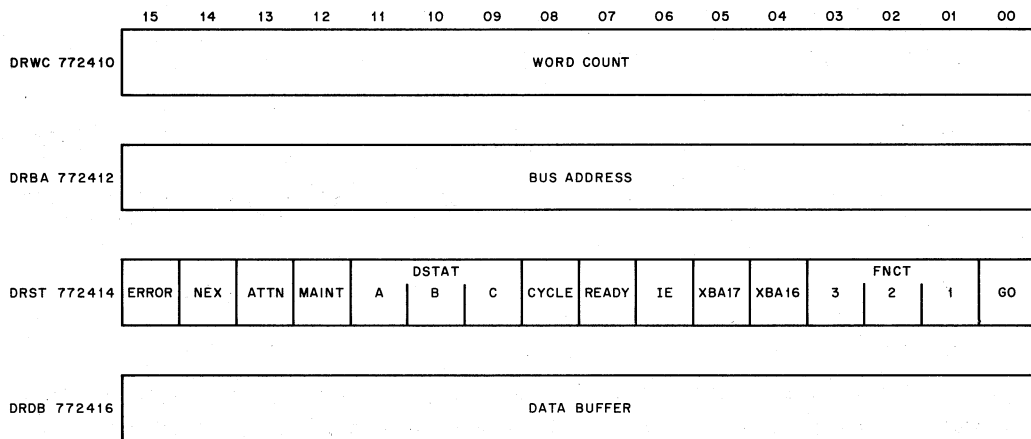 15 14 13 12 11 10 09 08 07 06 05 04 03 02 01 00
DRWC 772410 WORD COUNT
DRBA 772412 BUS ADDRESS
DSTAT FNCT
DRST 772414 ERROR NEX ATTN MAINT A B C CYCLE READY IE XBA17 XBA16 3 2 1 GO
DRDB 772416 DATA BUFFER